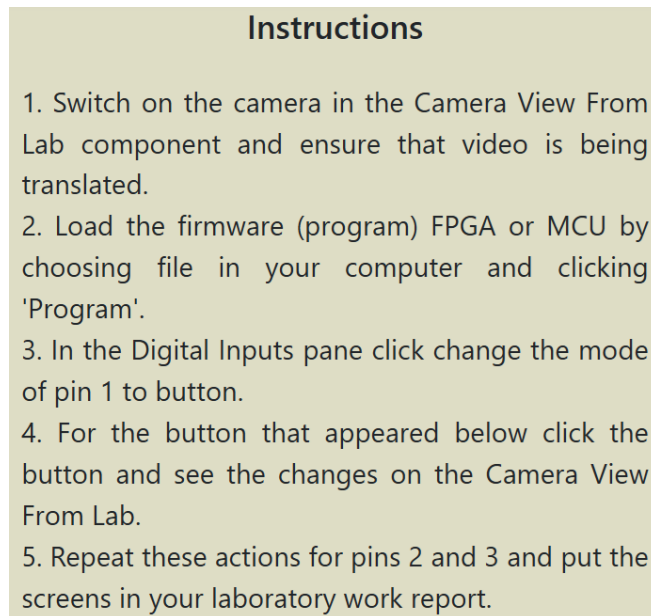 Instructions
1. Switch on the camera in the Camera View From
Lab component and ensure that video is being
translated.
2. Load the firmware (program) FPGA or MCU by
choosing file in your computer and clicking
'Program'.
3. In the Digital Inputs pane click change the mode
of pin 1 to button.
4. For the button that appeared below click the
button and see the changes on the Camera View
From Lab.
5. Repeat these actions for pins 2 and 3 and put the
screens in your laboratory work report.